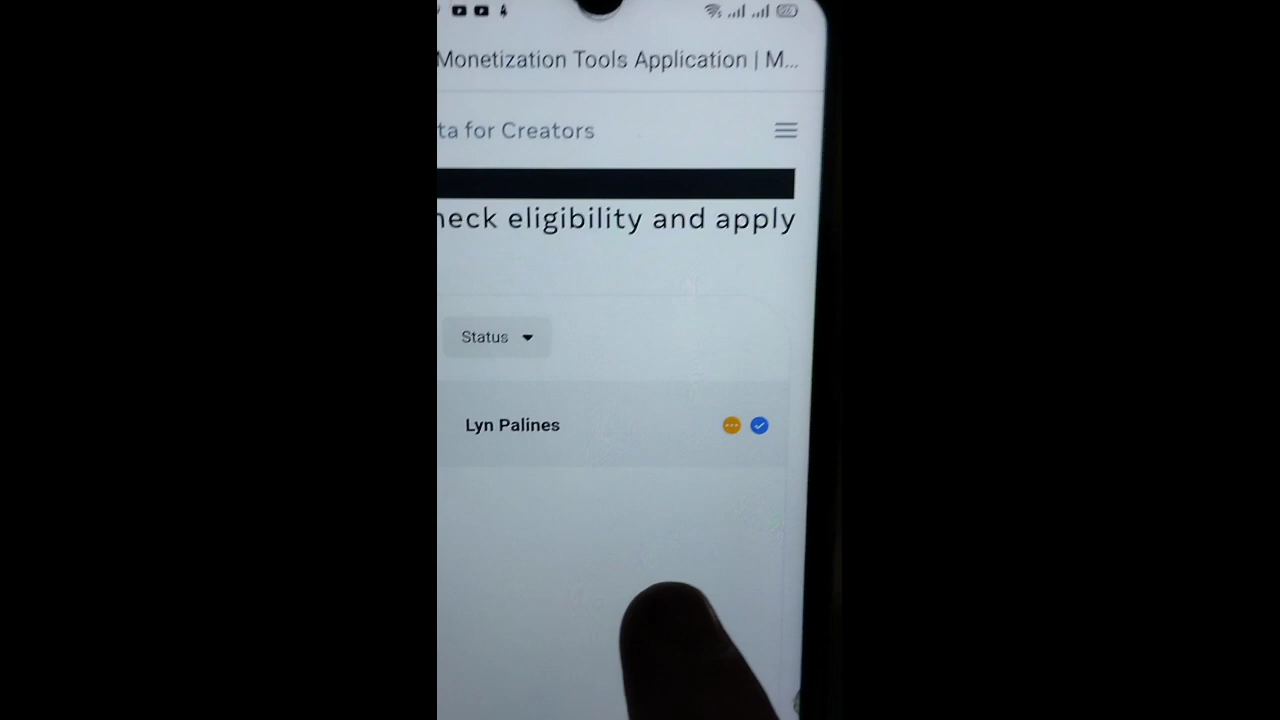 Monetization Tools Application | M...
ta for Creators
heck eligibility and apply
Status
Lyn Palines